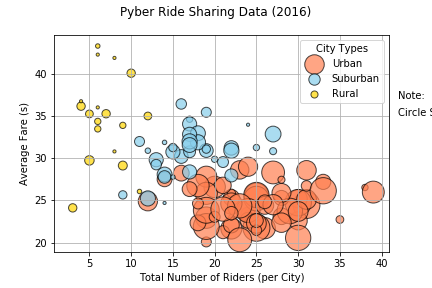 Pyber Ride Sharing Data (2016)
Average Fare (s)
40
35
30
25
20
5
10
15
20
25
30
35
40
Total Number of Riders (per City)
City Types
Urban
Suburban
Rural
Note:
Circle S